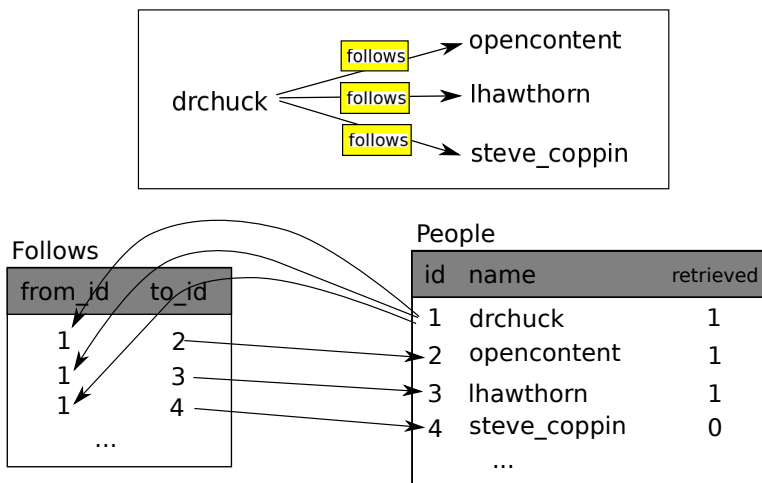 follows opencontent
drchuck follows lhawthorn
follows steve_coppin
Follows
from_id to_id
1 2
1 3
1 4
...
People
id name retrieved
1 drchuck 1
2 opencontent 1
3 lhawthorn 1
4 steve_coppin 0
...